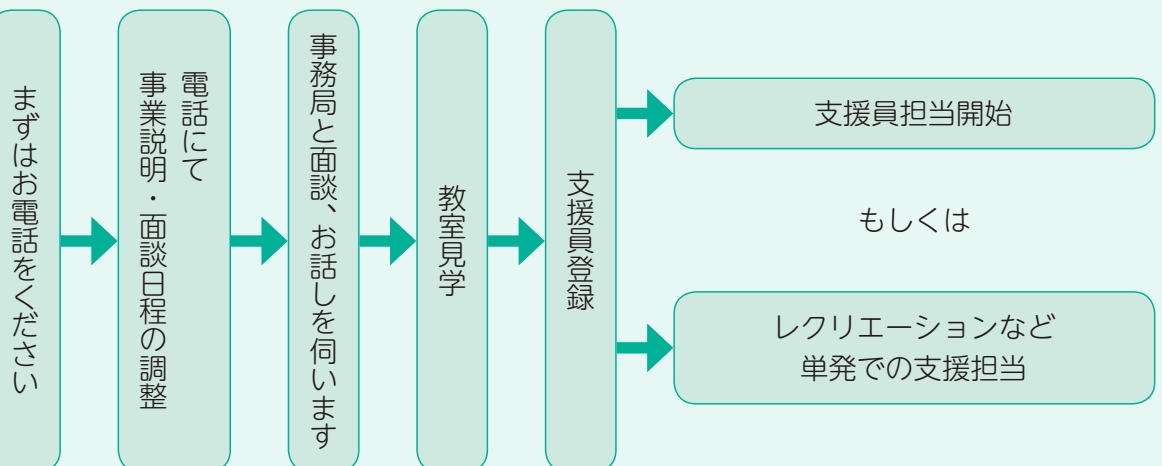 まずはお電話をください
電話にて
事業説明・面談日程の調整
事務局と面談、お話しを伺います
教室見学
支援員登録
支援員担当開始
もしくは
レクリエーションなど
単発での支援担当